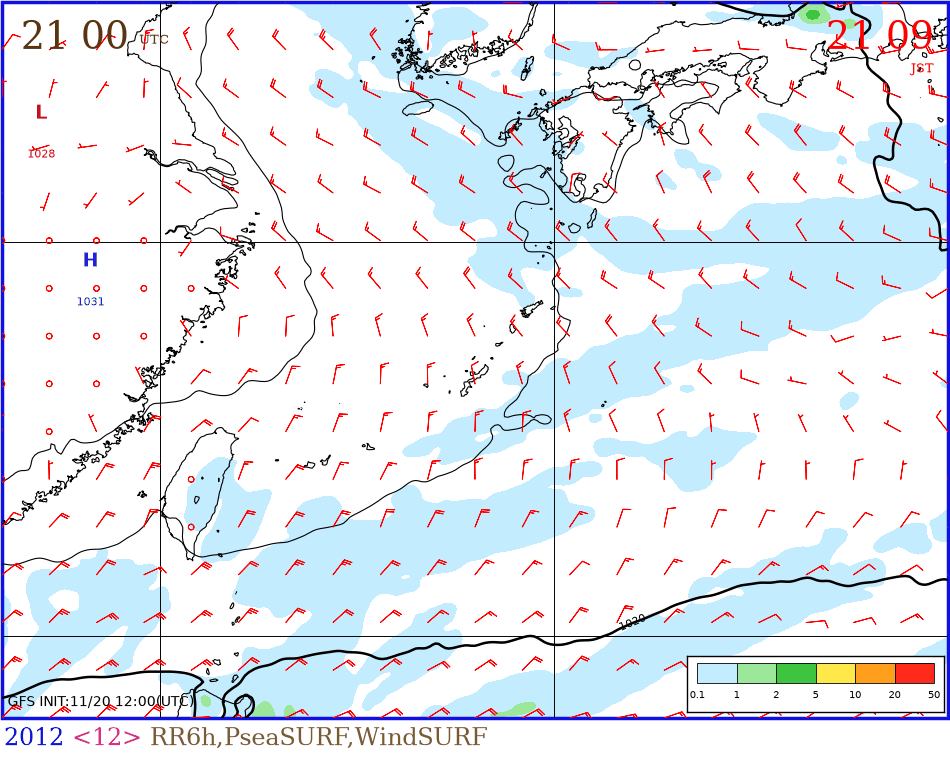 21 00 UTC
21 09
JST
L
1028
H
1031
1020
GFS INIT:11/20 12:00(UTC)
0.1 1 2 5 10 20 50
2012 <12> RR6h,PseaSURF,WindSURF